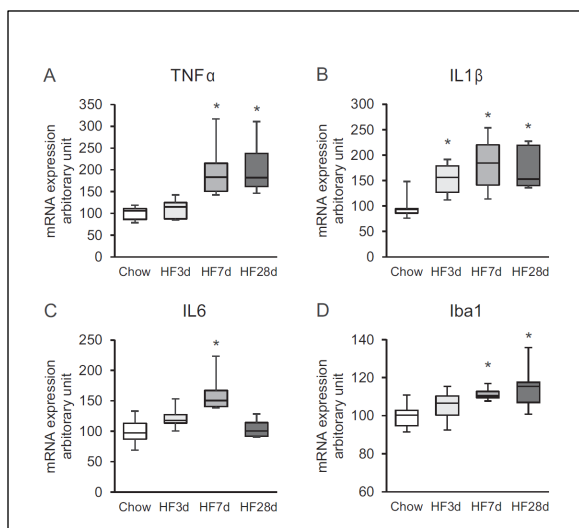 A
TNFα
mRNA expression
arbitorary unit
350
300
250
200
150
100
50
0
*
*
Chow HF3d HF7d HF28d
B
IL1β
mRNA expression
arbitorary unit
300
250
200
150
100
50
0
*
*
*
Chow HF3d HF7d HF28d
C
IL6
mRNA expression
arbitorary unit
250
200
150
100
50
0
*
Chow HF3d HF7d HF28d
D
Iba1
mRNA expression
arbitorary unit
140
120
100
80
60
*
*
Chow HF3d HF7d HF28d